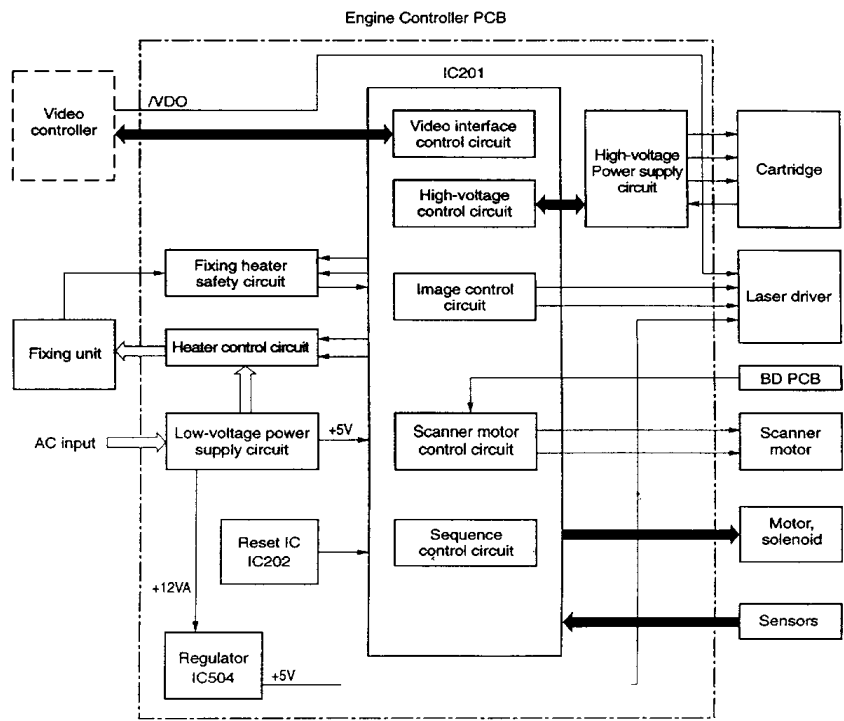 Engine Controller PCB
IC201
Video
controller
/VDO
Video interface
control circuit
High-voltage
control circuit
High-voltage
Power supply
circuit
Cartridge
Fixing heater
safety circuit
Image control
circuit
Laser driver
Fixing unit
Heater control circuit
BD PCB
AC input
Low-voltage power
supply circuit
+5V
Scanner motor
control circuit
Scanner
motor
Reset IC
IC202
Sequence
control circuit
Motor,
solenoid
+12VA
Sensors
Regulator
IC504
+5V